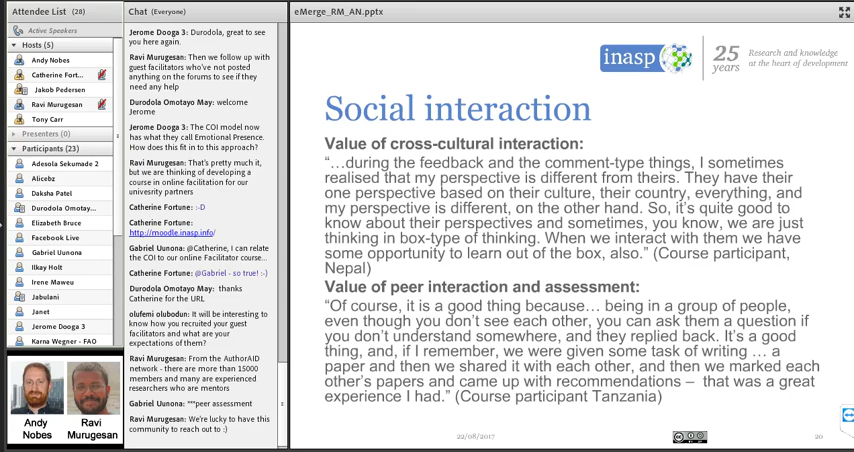 Attendee List (28)
Active Speakers
Hosts (5)
Andy Nobes
Catherine Fort...
Jakob Pedersen
Ravi Murugesan
Tony Carr
Presenters (0)
Participants (23)
Adesola Sekumade 2
Alicebz
Daksha Patel
Durodola Omotay...
Elizabeth Bruce
Facebook Live
Gabriel Uunona
Ilkay Holt
Irene Maweu
Jabulani
Janet
Jerome Dooga 3
Karna Wegner - FAO
Andy
Nobes
Ravi
Murugesan
Chat (Everyone)
Jerome Dooga 3: Durodola, great to see
you here again.
Ravi Murugesan: Then we follow up with
guest facilitators who've not posted
anything on the forums to see if they
need any help
Durodola Omotayo May: welcome
Jerome
Jerome Dooga 3: The COI model now
has what they call Emotional Presence.
How does this fit in to this approach?
Ravi Murugesan: That's pretty much it,
but we are thinking of developing a
course in online facilitation for our
univesity partners
Catherine Fortune: :-D
Catherine Fortune:
http://moodle.inasp.info/
Gabriel Uunona: @Catherine, I can relate
the COI to our online Facilitator course...
Catherine Fortune: @Gabriel - so true! :-)
Durodola Omotayo May: thanks
Catherine for the URL
olufemi olubodun: It will be interesting to
know how you recruited your guest
facilitators and what are your
expectations of them?
Ravi Murugesan: From the AuthorAID
network - there are more than 15000
members and many are experienced
researchers who are mentors
Gabriel Uunona: ***peer assessment
Ravi Murugesan: We're lucky to have this
community to reach out to :)
eMerge_RM_AN.pptx
inasp
25
years
Research and knowledge
at the heart of development
Social interaction
Value of cross-cultural interaction:
“…during the feedback and the comment-type things, I sometimes
realised that my perspective is different from theirs. They have their
one perspective based on their culture, their country, everything, and
my perspective is different, on the other hand. So, it’s quite good to
know about their perspectives and sometimes, you know, we are just
thinking in box-type of thinking. When we interact with them we have
some opportunity to learn out of the box, also.” (Course participant,
Nepal)
Value of peer interaction and assessment:
“Of course, it is a good thing because… being in a group of people,
even though you don’t see each other, you can ask them a question if
you don’t understand somewhere, and they replied back. It’s a good
thing, and, if I remember, we were given some task of writing … a
paper and then we shared it with each other, and then we marked each
other’s papers and came up with recommendations – that was a great
experience I had.” (Course participant Tanzania)
22/08/2017
20